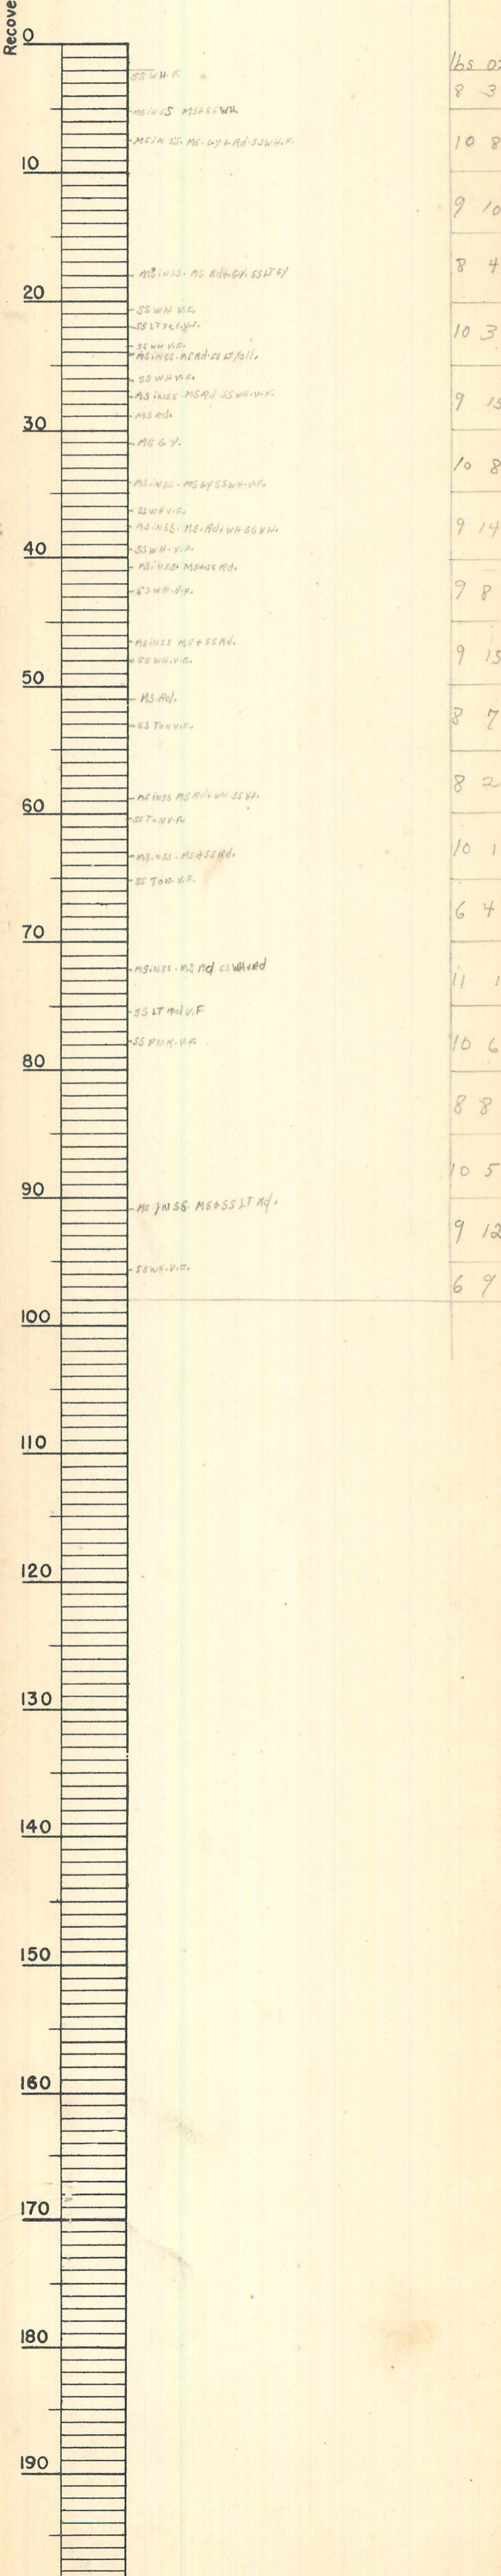 Recove
0
lbs oz
SS WH F.
8 3
MS IN SS MS+SS WH.
10 8
MS IN SS. MS. GY + Rd. SS WH. F.
10
9 10
8 4
MS IN SS. MS Rd+GY. SS LT GY
20
SS WH V.F.
10 3
SS LT Yel. V.F.
SS WH V.F.
MS IN SS. MS Rd. SS LT Yell.
SS WH V.F.
9 15
MS IN SS. MS Rd SS WH. V.F.
MS Rd.
30
MS GY.
10 8
MS IN SS. MS GY SS WH. V.F.
SS WH V.F.
9 14
MS IN SS. MS. Rd+WH. SS WH.
40
SS WH. V.F.
MS IN SS. MS+SS Rd.
9 8
SS WH. V.F.
MS IN SS MS+SS Rd.
9 15
SS WH. V.F.
50
MS. Rd.
8 7
SS TAN V.F.
8 2
MS IN SS MS Rd+WH. SS WH.
60
SS TAN V.F.
10 1
MS IN SS. MS+SS Rd.
SS TAN. V.F.
6 4
70
MS IN SS. MS Rd SS WH+Rd
11 1
SS LT Rd V.F.
10 6
SS PNK. V.F.
80
8 8
10 5
90
MS IN SS. MS+SS LT Rd.
9 12
SS WH. V.F.
6 9
100
110
120
130
140
150
160
170
180
190